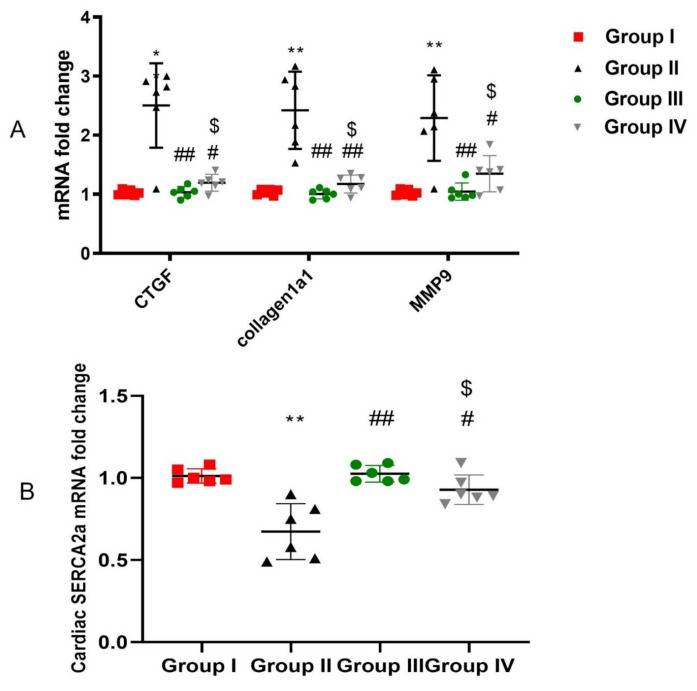 A
mRNA fold change
4
3
2
1
0
*
##
$
#
**
##
$
##
**
##
$
#
CTGF
collagen1a1
MMP9
Group I
Group II
Group III
Group IV
B
Cardiac SERCA2a mRNA fold change
1.5
1.0
0.5
0.0
**
##
$
#
Group I Group II Group III Group IV